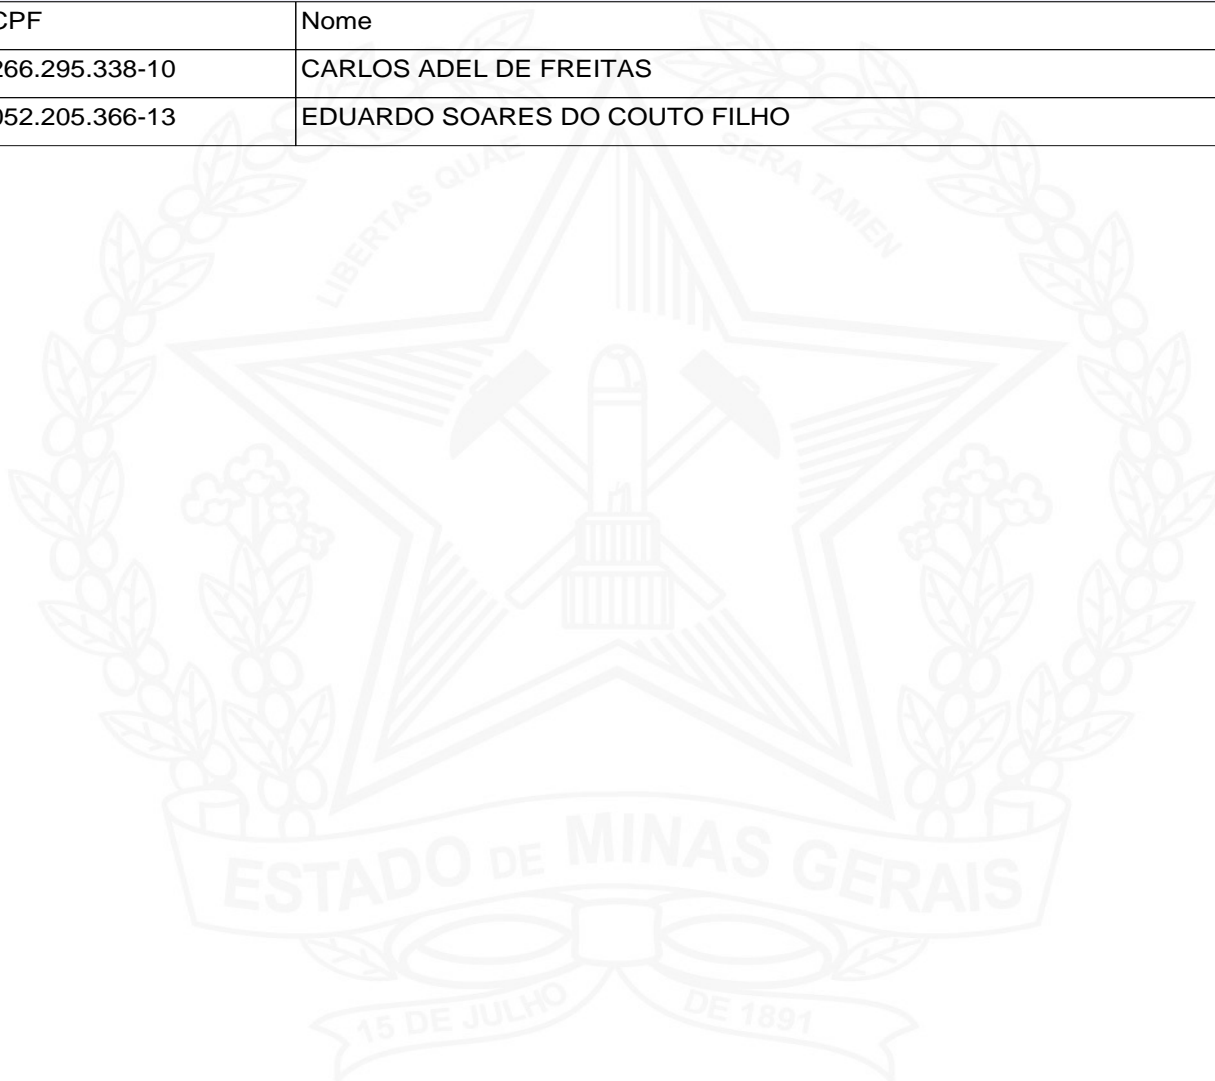 CPF Nome
266.295.338-10 CARLOS ADEL DE FREITAS
052.205.366-13 EDUARDO SOARES DO COUTO FILHO
LIBERTAS QUAE SERA TAMEN
ESTADO DE MINAS GERAIS
15 DE JULHO DE 1891